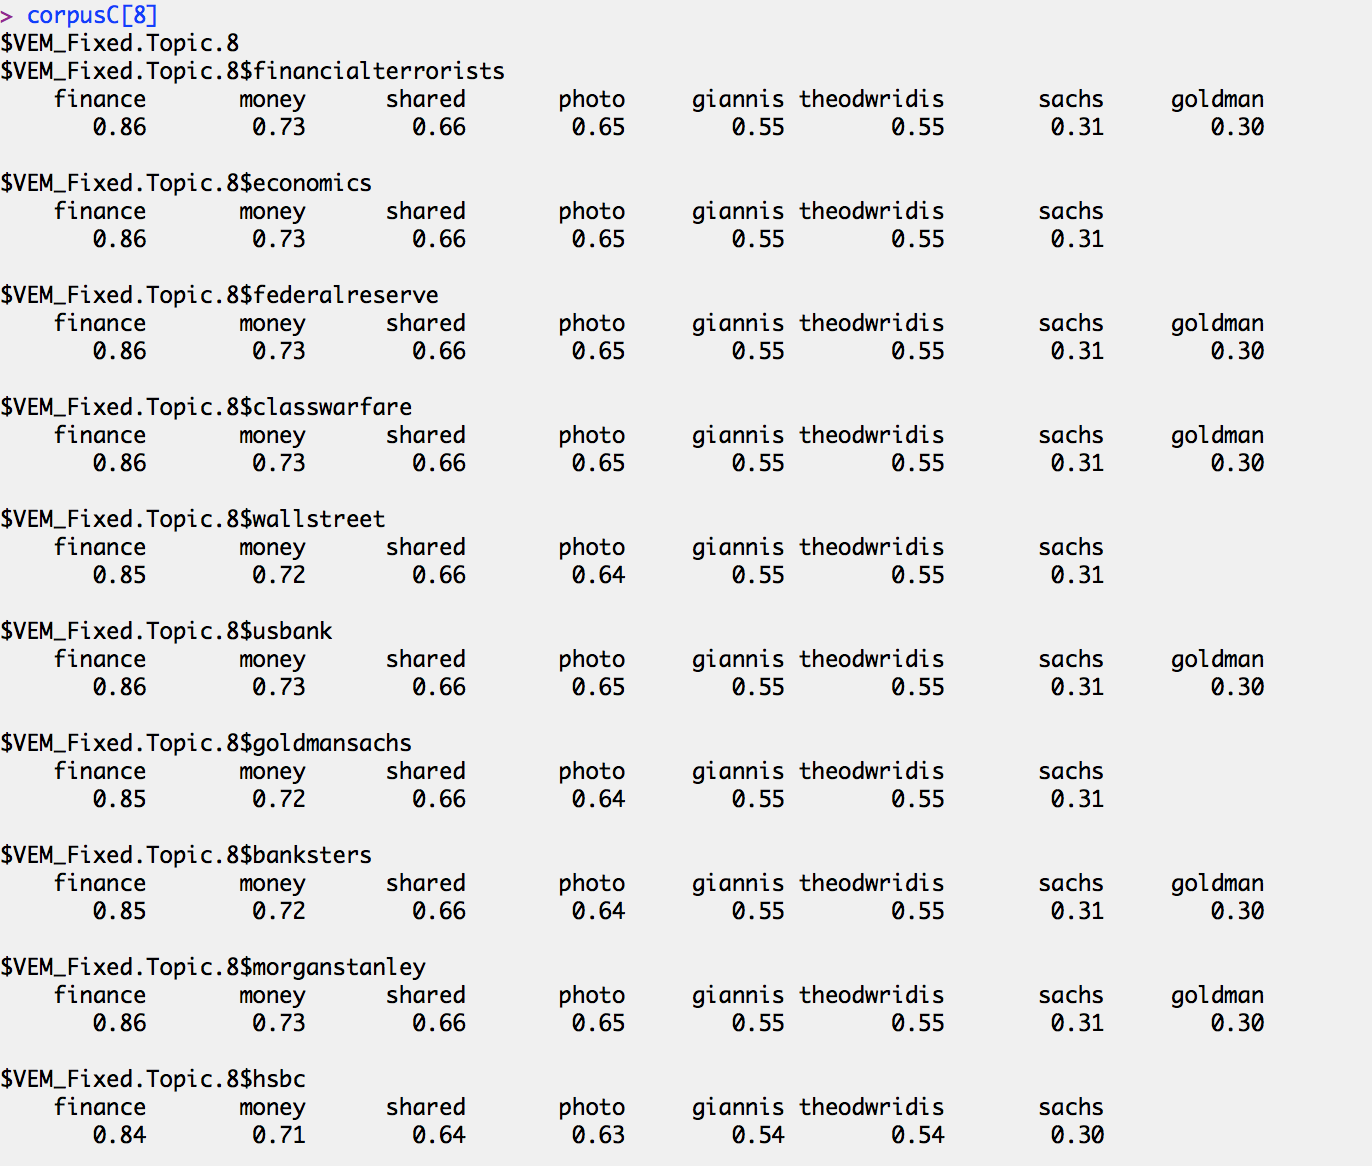 > corpusC[8]
$VEM_Fixed.Topic.8
$VEM_Fixed.Topic.8$financialterrorists
    finance       money      shared       photo     giannis theodwridis       sachs     goldman
       0.86        0.73        0.66        0.65        0.55        0.55        0.31        0.30

$VEM_Fixed.Topic.8$economics
    finance       money      shared       photo     giannis theodwridis       sachs
       0.86        0.73        0.66        0.65        0.55        0.55        0.31

$VEM_Fixed.Topic.8$federalreserve
    finance       money      shared       photo     giannis theodwridis       sachs     goldman
       0.86        0.73        0.66        0.65        0.55        0.55        0.31        0.30

$VEM_Fixed.Topic.8$classwarfare
    finance       money      shared       photo     giannis theodwridis       sachs     goldman
       0.86        0.73        0.66        0.65        0.55        0.55        0.31        0.30

$VEM_Fixed.Topic.8$wallstreet
    finance       money      shared       photo     giannis theodwridis       sachs
       0.85        0.72        0.66        0.64        0.55        0.55        0.31

$VEM_Fixed.Topic.8$usbank
    finance       money      shared       photo     giannis theodwridis       sachs     goldman
       0.86        0.73        0.66        0.65        0.55        0.55        0.31        0.30

$VEM_Fixed.Topic.8$goldmansachs
    finance       money      shared       photo     giannis theodwridis       sachs
       0.85        0.72        0.66        0.64        0.55        0.55        0.31

$VEM_Fixed.Topic.8$banksters
    finance       money      shared       photo     giannis theodwridis       sachs     goldman
       0.85        0.72        0.66        0.64        0.55        0.55        0.31        0.30

$VEM_Fixed.Topic.8$morganstanley
    finance       money      shared       photo     giannis theodwridis       sachs     goldman
       0.86        0.73        0.66        0.65        0.55        0.55        0.31        0.30

$VEM_Fixed.Topic.8$hsbc
    finance       money      shared       photo     giannis theodwridis       sachs
       0.84        0.71        0.64        0.63        0.54        0.54        0.30